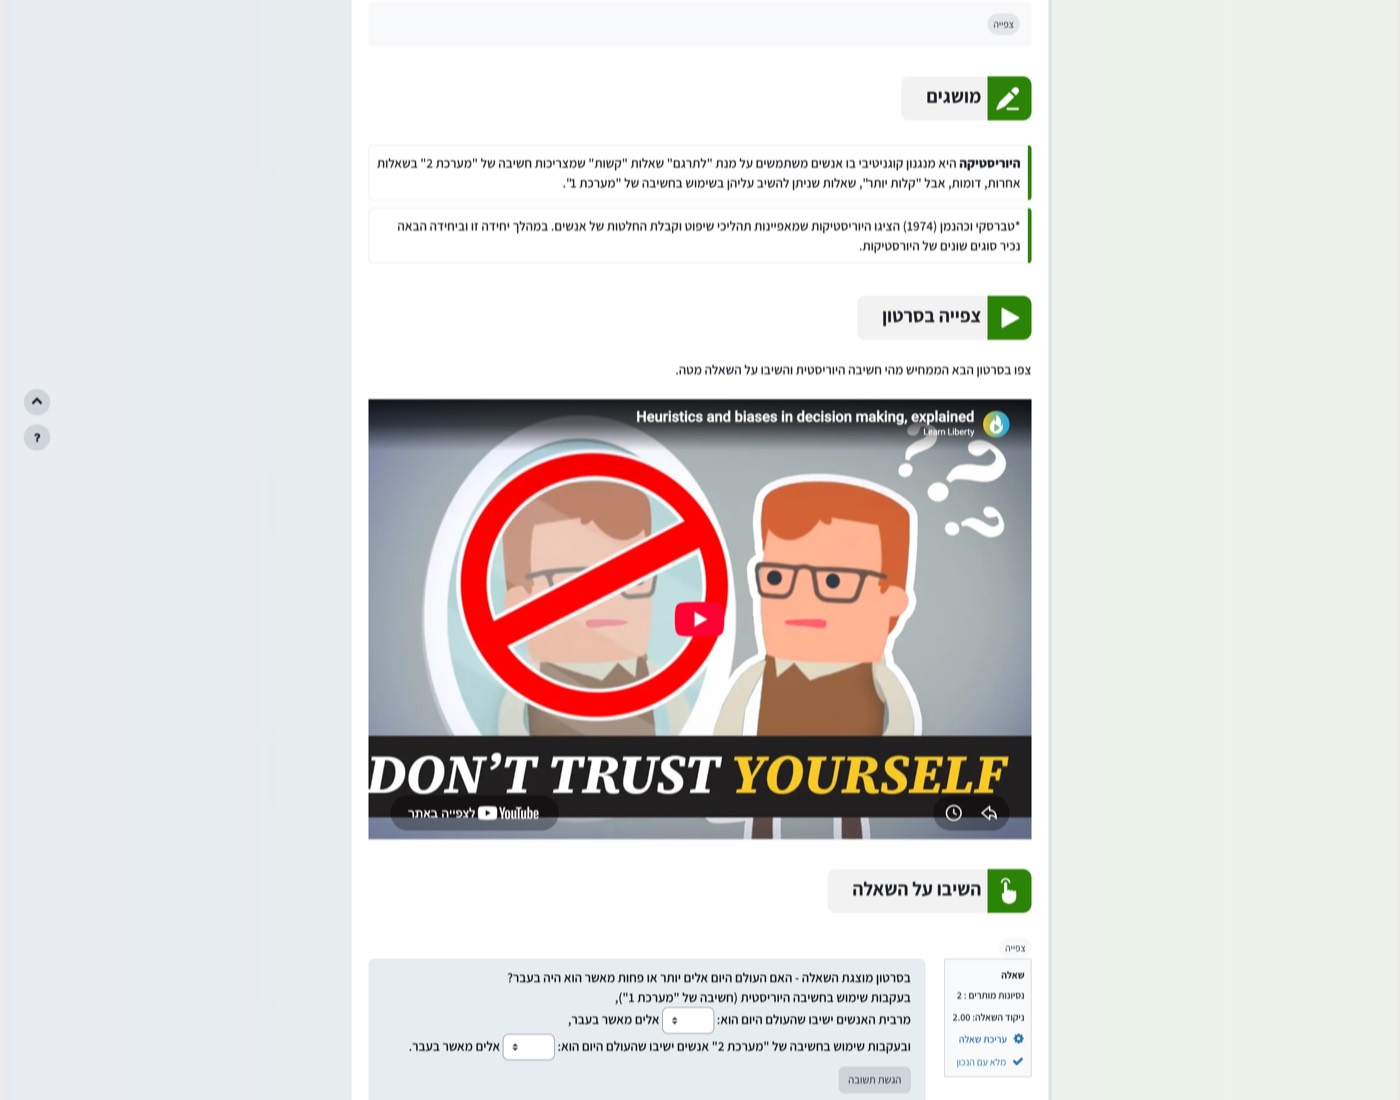 צפייה
מושגים
היוריסטיקה היא מנגנון קוגניטיבי בו אנשים משתמשים על מנת "לתרגם" שאלות "קשות" שמצריכות חשיבה של "מערכת 2" בשאלות
אחרות, דומות, אבל "קלות יותר", שאלות שניתן להשיב עליהן בשימוש בחשיבה של "מערכת 1".
*טברסקי וכהנמן (1974) הציגו היוריסטיקות שמאפיינות תהליכי שיפוט וקבלת החלטות של אנשים. במהלך יחידה זו וביחידה הבאה
נכיר סוגים שונים של היורסטיקות.
צפייה בסרטון
צפו בסרטון הבא הממחיש מהי חשיבה היוריסטית והשיבו על השאלה מטה.
Heuristics and biases in decision making, explained
Learn Liberty
? ? ?
DON'T TRUST YOURSELF
לצפייה באתר YouTube
?
השיבו על השאלה
צפייה
שאלה
נסיונות מותרים : 2
ניקוד השאלה: 2.00
עריכת שאלה
מלא עם הנכון
בסרטון מוצגת השאלה - האם העולם היום אלים יותר או פחות מאשר הוא היה בעבר?
בעקבות שימוש בחשיבה היוריסטית (חשיבה של "מערכת 1"),
מרבית האנשים ישיבו שהעולם היום הוא: אלים מאשר בעבר,
ובעקבות שימוש בחשיבה של "מערכת 2" אנשים ישיבו שהעולם היום הוא: אלים מאשר בעבר.
הגשת תשובה